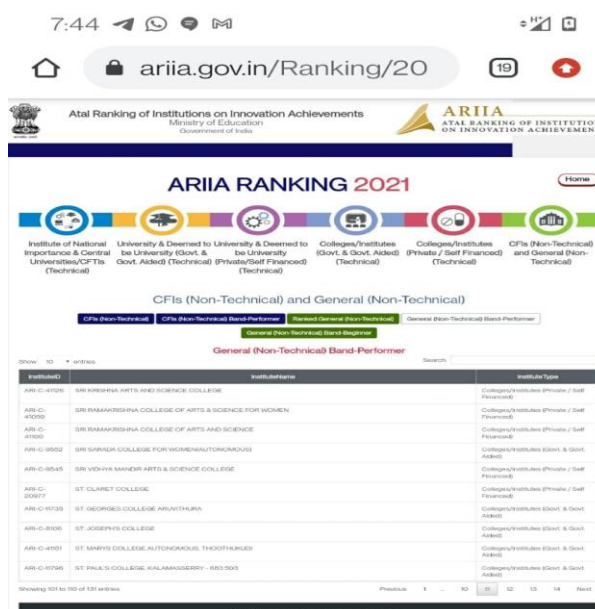 7:44
ariia.gov.in/Ranking/20
19
Atal Ranking of Institutions on Innovation Achievements
Ministry of Education
Government of India
ARIIA
ATAL RANKING OF INSTITUTIO
ON INNOVATION ACHIEVEMEN
ARIIA RANKING 2021
Home
Institute of National
Importance & Central
Universities/CFTIs
(Technical)
University & Deemed to
be University (Govt. &
Govt. Aided) (Technical)
University & Deemed to
be University
(Private/Self Financed)
(Technical)
Colleges/Institutes
(Govt. & Govt. Aided)
(Technical)
Colleges/Institutes
(Private / Self Financed)
(Technical)
CFIs (Non-Technical)
and General (Non-
Technical)
CFIs (Non-Technical) and General (Non-Technical)
CFIs (Non-Technical)
CFIs (Non-Technical) Band-Performer
Ranked General (Non-Technical)
General (Non-Technical) Band-Performer
General (Non-Technical) Band-Beginner
General (Non-Technical) Band-Performer
Show 10 entries
Search:
InstituteID InstituteName InstituteType
SRI KRISHNA ARTS AND SCIENCE COLLEGE Colleges/Institutes (Private / Self
Financed)
SRI RAMAKRISHNA COLLEGE OF ARTS & SCIENCE FOR WOMEN Colleges/Institutes (Private / Self
Financed)
SRI RAMAKRISHNA COLLEGE OF ARTS AND SCIENCE Colleges/Institutes (Private / Self
Financed)
SRI SARADA COLLEGE FOR WOMEN(AUTONOMOUS) Colleges/Institutes (Govt. & Govt.
Aided)
SRI VIDHYA MANDIR ARTS & SCIENCE COLLEGE Colleges/Institutes (Private / Self
Financed)
ARI-C-
20977
ST. CLARET COLLEGE Colleges/Institutes (Private / Self
Financed)
ST. GEORGES COLLEGE ARUVITHURA Colleges/Institutes (Govt. & Govt.
Aided)
ST. JOSEPH'S COLLEGE Colleges/Institutes (Govt. & Govt.
Aided)
ST. MARYS COLLEGE AUTONOMOUS, THOOTHUKUDI Colleges/Institutes (Govt. & Govt.
Aided)
ST. PAUL'S COLLEGE, KALAMASSERRY - 683 503 Colleges/Institutes (Govt. & Govt.
Aided)
Showing 101 to 110 of 131 entries
Previous 1 ... 10 11 12 13 14 Next